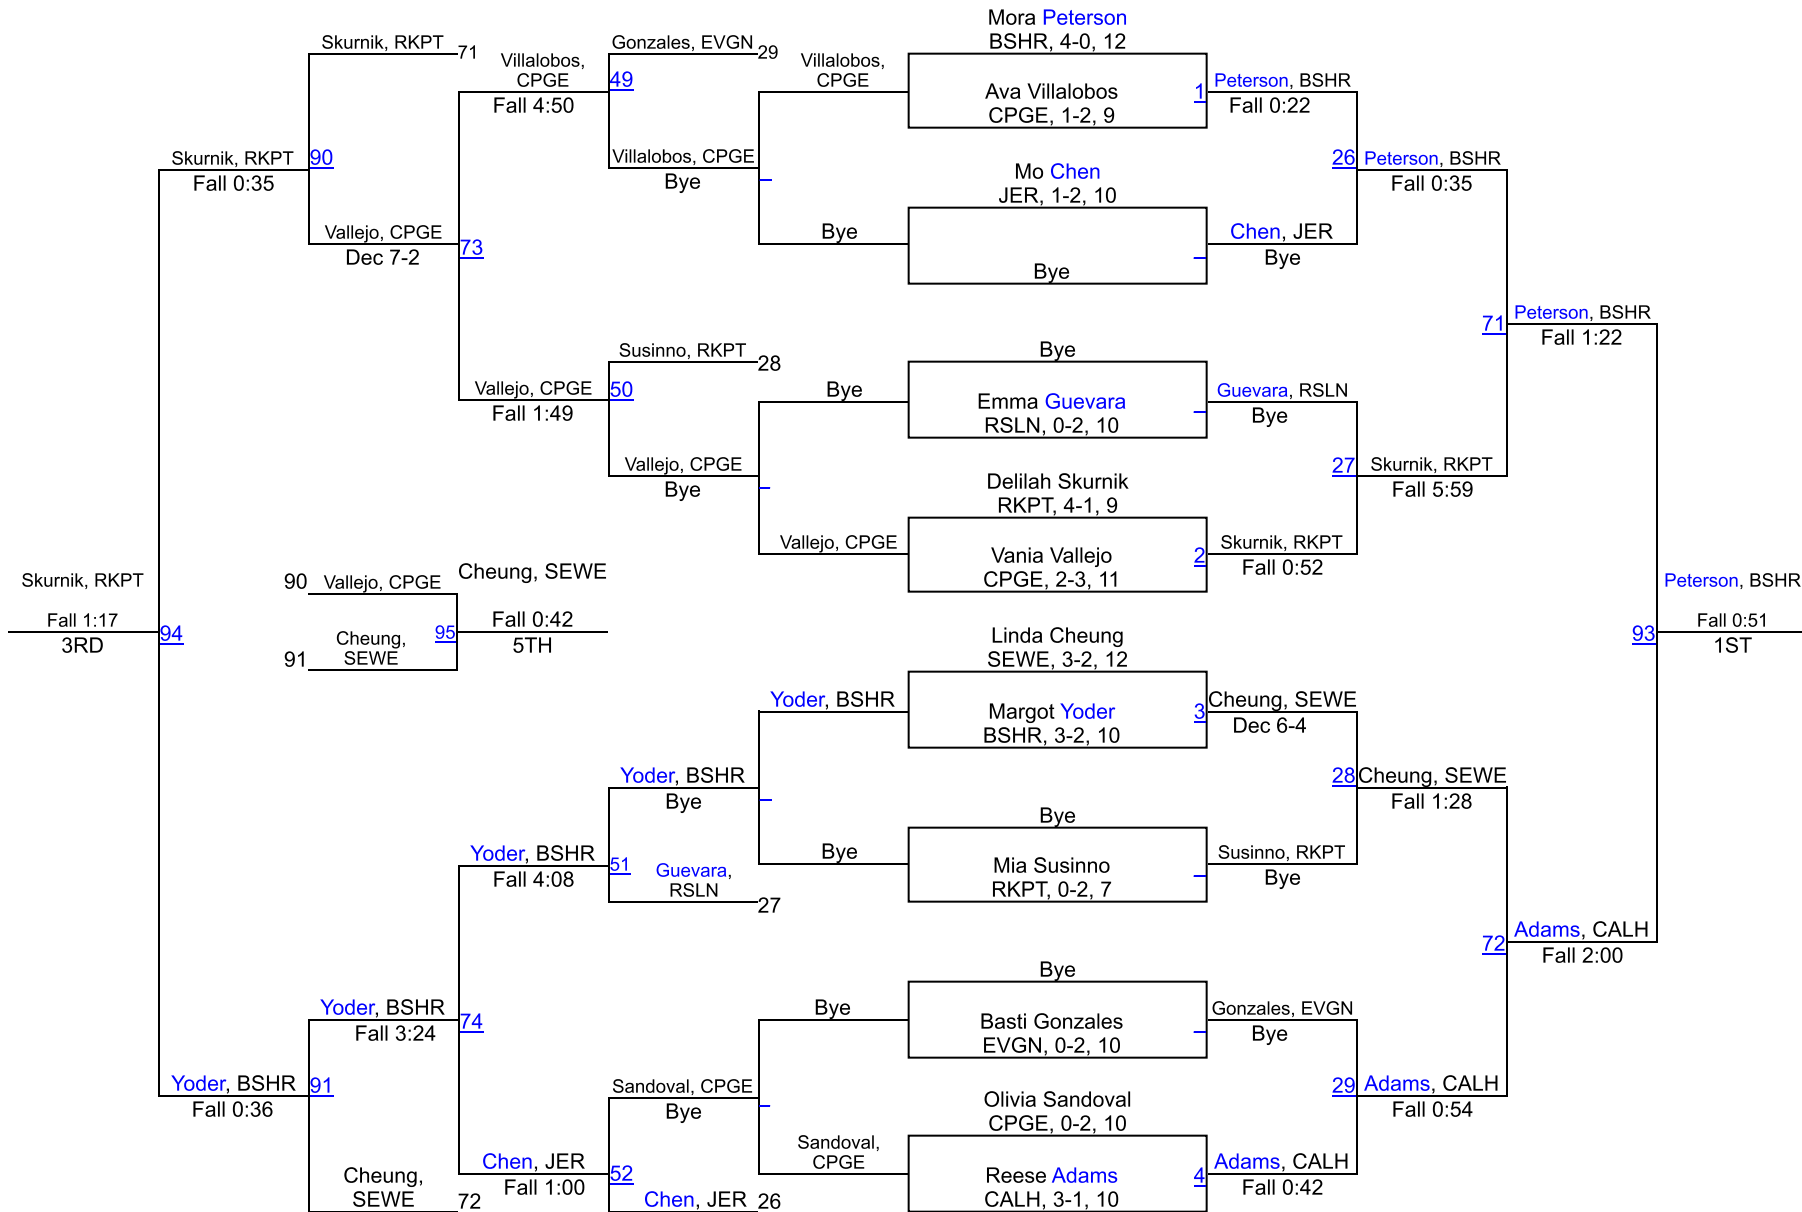 Mora Peterson
BSHR, 4-0, 12
Skurnik, RKPT
71
Gonzales, EVGN
29
Villalobos,
CPGE
Fall 4:50
49
Villalobos,
CPGE
Ava Villalobos
CPGE, 1-2, 9
1
Peterson, BSHR
Fall 0:22
Skurnik, RKPT
Fall 0:35
90
Villalobos, CPGE
Bye
Mo Chen
JER, 1-2, 10
26
Peterson, BSHR
Fall 0:35
Vallejo, CPGE
Dec 7-2
73
Bye
Bye
Chen, JER
Bye
71
Peterson, BSHR
Fall 1:22
Susinno, RKPT
28
Bye
Vallejo, CPGE
Fall 1:49
50
Bye
Emma Guevara
RSLN, 0-2, 10
Guevara, RSLN
Bye
Vallejo, CPGE
Bye
Delilah Skurnik
RKPT, 4-1, 9
27
Skurnik, RKPT
Fall 5:59
Vallejo, CPGE
Vania Vallejo
CPGE, 2-3, 11
2
Skurnik, RKPT
Fall 0:52
Skurnik, RKPT
Fall 1:17
3RD
94
90
Vallejo, CPGE
Cheung,
SEWE
91
95
Cheung, SEWE
Fall 0:42
5TH
93
Peterson, BSHR
Fall 0:51
1ST
Linda Cheung
SEWE, 3-2, 12
Yoder, BSHR
Margot Yoder
BSHR, 3-2, 10
3
Cheung, SEWE
Dec 6-4
Yoder, BSHR
Bye
28
Cheung, SEWE
Fall 1:28
Bye
Yoder, BSHR
Fall 4:08
51
Guevara,
RSLN
27
Bye
Mia Susinno
RKPT, 0-2, 7
Susinno, RKPT
Bye
72
Adams, CALH
Fall 2:00
Bye
Yoder, BSHR
Fall 3:24
74
Bye
Basti Gonzales
EVGN, 0-2, 10
Gonzales, EVGN
Bye
Yoder, BSHR
Fall 0:36
91
Sandoval, CPGE
Bye
Olivia Sandoval
CPGE, 0-2, 10
29
Adams, CALH
Fall 0:54
Cheung,
SEWE
72
Chen, JER
Fall 1:00
52
Chen, JER
26
Sandoval,
CPGE
Reese Adams
CALH, 3-1, 10
4
Adams, CALH
Fall 0:42